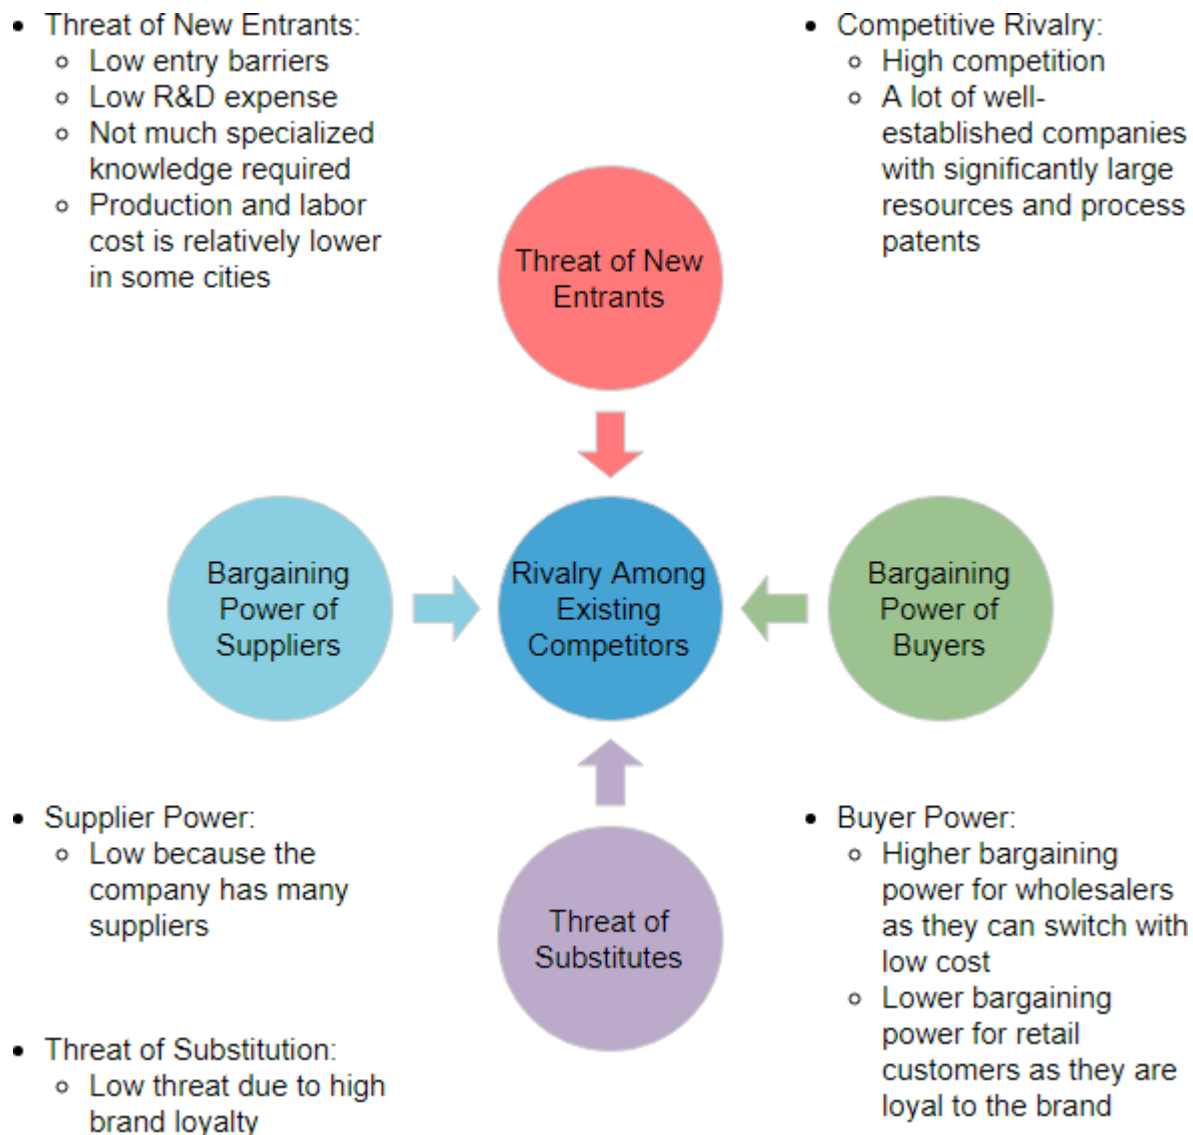 Threat of New Entrants:
Low entry barriers
Low R&D expense
Not much specialized
knowledge required
Production and labor
cost is relatively lower
in some cities
Competitive Rivalry:
High competition
A lot of well-
established companies
with significantly large
resources and process
patents
Threat of New
Entrants
Bargaining
Power of
Suppliers
Rivalry Among
Existing
Competitors
Bargaining
Power of
Buyers
Supplier Power:
Low because the
company has many
suppliers
Threat of
Substitutes
Buyer Power:
Higher bargaining
power for wholesalers
as they can switch with
low cost
Lower bargaining
power for retail
customers as they are
loyal to the brand
Threat of Substitution:
Low threat due to high
brand loyalty